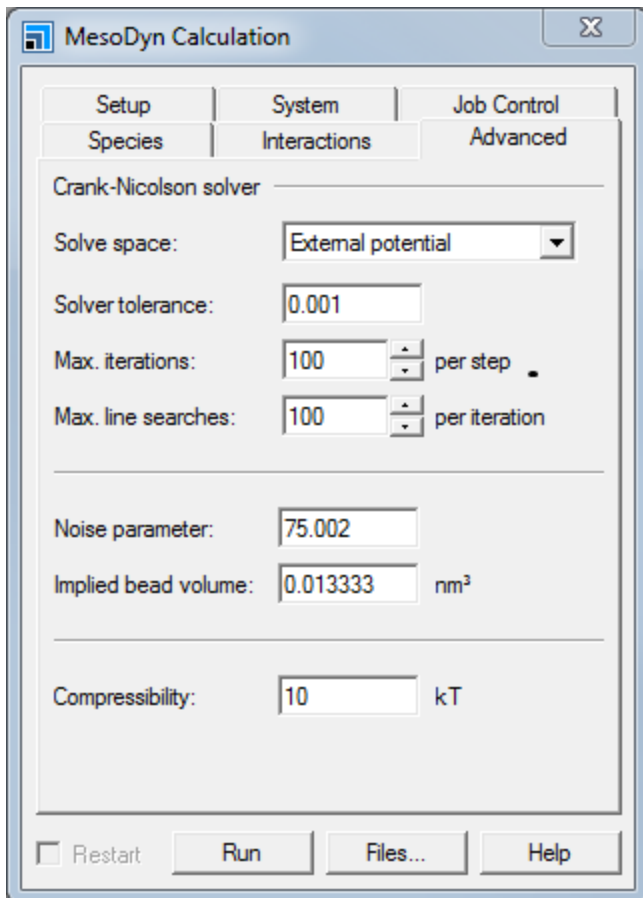 MesoDyn Calculation
Setup System Job Control
Species Interactions Advanced
Crank-Nicolson solver
Solve space: External potential
Solver tolerance: 0.001
Max. iterations: 100 per step
Max. line searches: 100 per iteration
Noise parameter: 75.002
Implied bead volume: 0.013333 nm³
Compressibility: 10 kT
Restart Run Files... Help